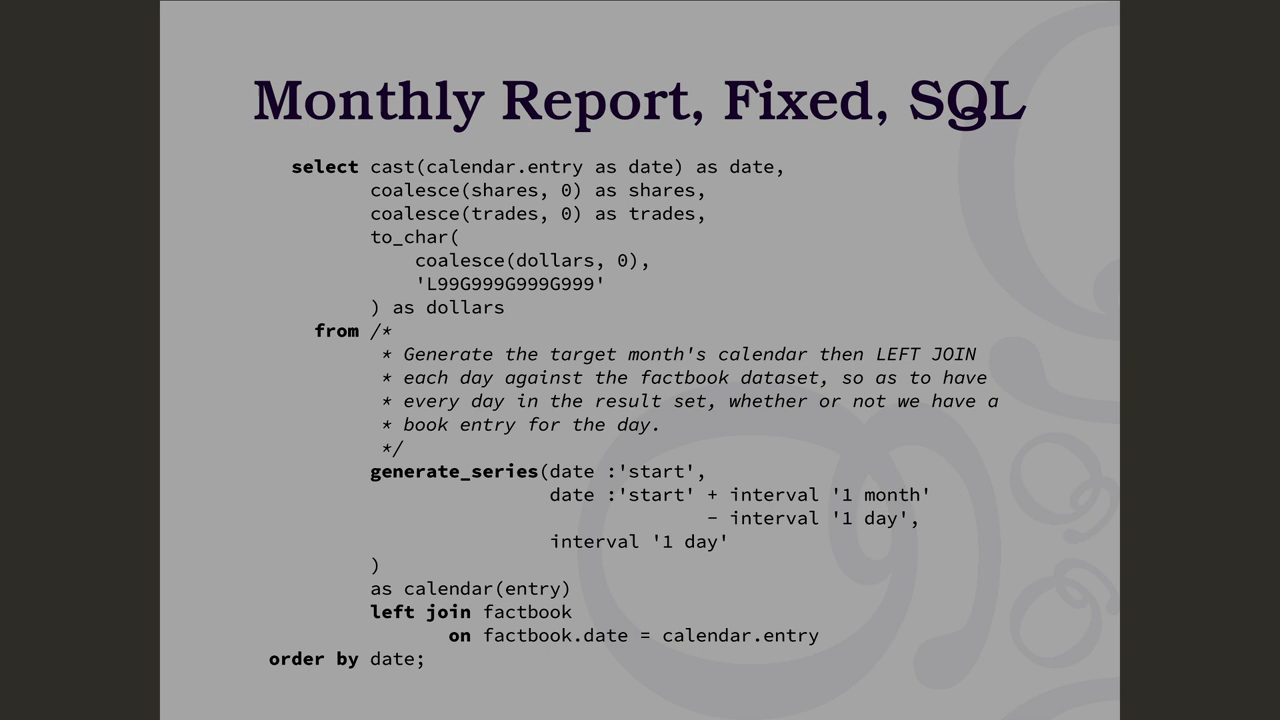 Monthly Report, Fixed, SQL
select cast(calendar.entry as date) as date,
coalesce(shares, 0) as shares,
coalesce(trades, 0) as trades,
to_char(
coalesce(dollars, 0),
'L99G999G999G999'
) as dollars
from /*
* Generate the target month's calendar then LEFT JOIN
* each day against the factbook dataset, so as to have
* every day in the result set, whether or not we have a
* book entry for the day.
*/
generate_series(date :'start',
date :'start' + interval '1 month'
- interval '1 day',
interval '1 day'
)
as calendar(entry)
left join factbook
on factbook.date = calendar.entry
order by date;